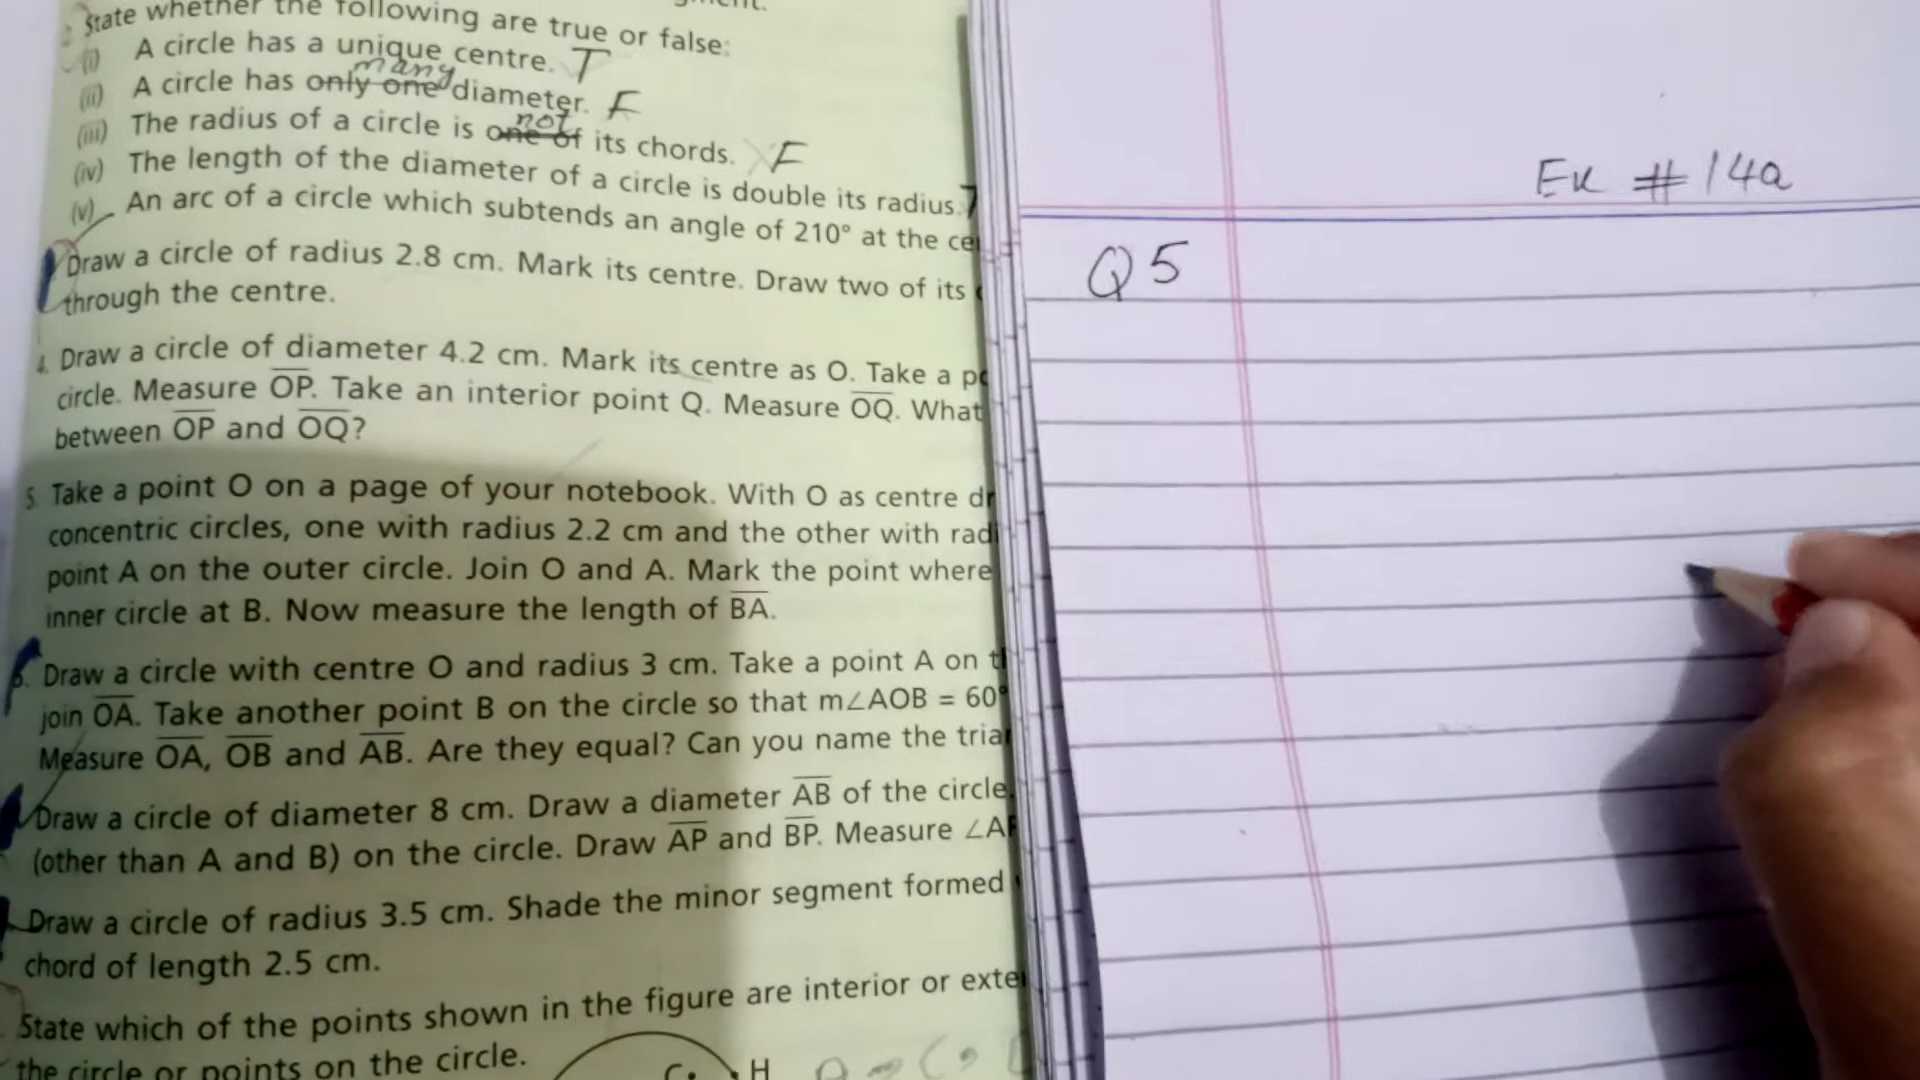 State whether the following are true or false:
(i) A circle has a unique centre. T
many
(ii) A circle has only one diameter. F
not
(iii) The radius of a circle is one of its chords. F
(iv) The length of the diameter of a circle is double its radius. T
(v) An arc of a circle which subtends an angle of 210° at the
Draw a circle of radius 2.8 cm. Mark its centre. Draw two of its
through the centre.
4. Draw a circle of diameter 4.2 cm. Mark its centre as O. Take a
circle. Measure OP. Take an interior point Q. Measure OQ. What
between OP and OQ?
5. Take a point O on a page of your notebook. With O as centre
concentric circles, one with radius 2.2 cm and the other with
point A on the outer circle. Join O and A. Mark the point where
inner circle at B. Now measure the length of BA.
6. Draw a circle with centre O and radius 3 cm. Take a point A on
join OA. Take another point B on the circle so that m∠AOB = 60°
Measure OA, OB and AB. Are they equal? Can you name the
Draw a circle of diameter 8 cm. Draw a diameter AB of the circle.
(other than A and B) on the circle. Draw AP and BP. Measure
Draw a circle of radius 3.5 cm. Shade the minor segment formed
chord of length 2.5 cm.
State which of the points shown in the figure are interior or
the circle or points on the circle.
C. H
Ex # 14a
Q5